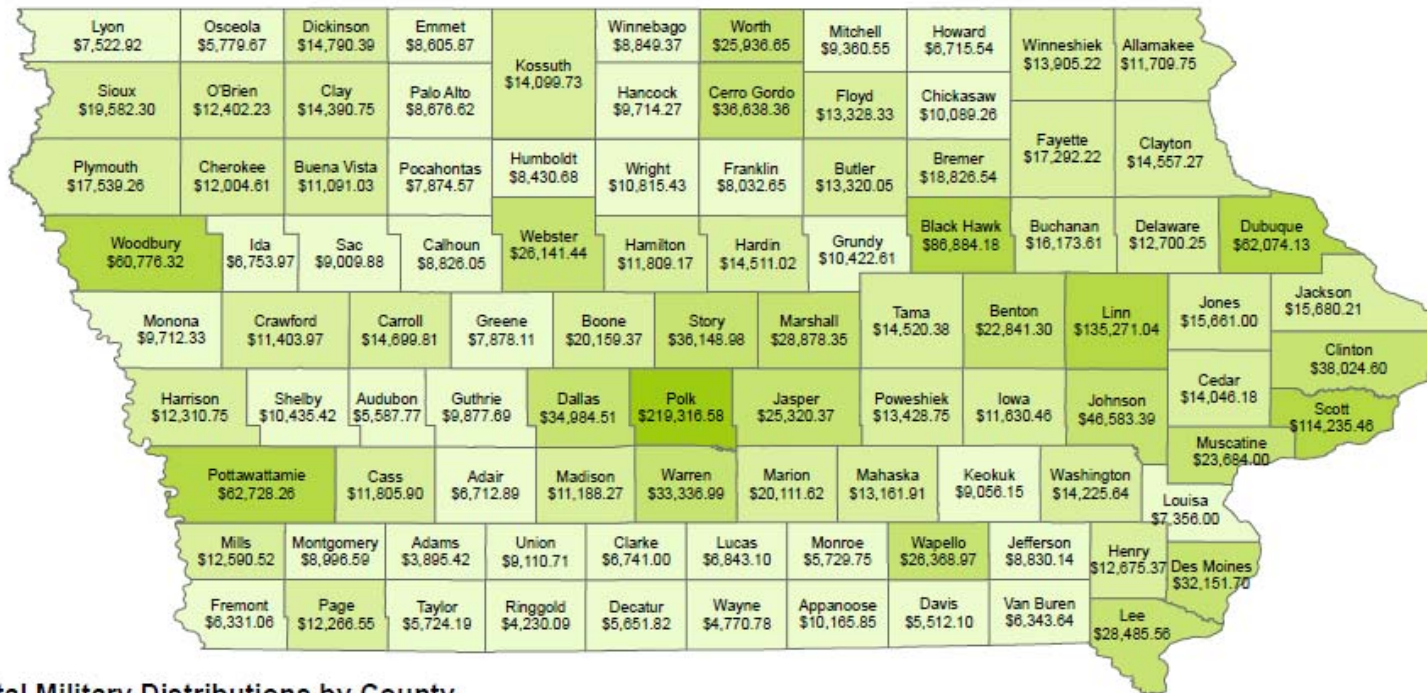 Lyon
$7,522.92
Osceola
$5,779.67
Dickinson
$14,790.39
Emmet
$8,605.87
Kossuth
$14,099.73
Winnebago
$8,849.37
Worth
$25,936.65
Mitchell
$9,360.55
Howard
$6,715.54
Winneshiek
$13,905.22
Allamakee
$11,709.75
Sioux
$19,582.30
O'Brien
$12,402.23
Clay
$14,390.75
Palo Alto
$8,676.62
Hancock
$9,714.27
Cerro Gordo
$36,638.36
Floyd
$13,328.33
Chickasaw
$10,089.26
Plymouth
$17,539.26
Cherokee
$12,004.61
Buena Vista
$11,091.03
Pocahontas
$7,874.57
Humboldt
$8,430.68
Wright
$10,815.43
Franklin
$8,032.65
Butler
$13,320.05
Bremer
$18,826.54
Fayette
$17,292.22
Clayton
$14,557.27
Woodbury
$60,776.32
Ida
$6,753.97
Sac
$9,009.88
Calhoun
$8,826.05
Webster
$26,141.44
Hamilton
$11,809.17
Hardin
$14,511.02
Grundy
$10,422.61
Black Hawk
$86,884.18
Buchanan
$16,173.61
Delaware
$12,700.25
Dubuque
$62,074.13
Monona
$9,712.33
Crawford
$11,403.97
Carroll
$14,699.81
Greene
$7,878.11
Boone
$20,159.37
Story
$36,148.98
Marshall
$28,878.35
Tama
$14,520.38
Benton
$22,841.30
Linn
$135,271.04
Jones
$15,661.00
Jackson
$15,680.21
Clinton
$38,024.60
Harrison
$12,310.75
Shelby
$10,435.42
Audubon
$5,587.77
Guthrie
$9,877.69
Dallas
$34,984.51
Polk
$219,316.58
Jasper
$25,320.37
Poweshiek
$13,428.75
Iowa
$11,630.46
Johnson
$46,583.39
Cedar
$14,046.18
Scott
$114,235.46
Muscatine
$23,684.00
Pottawattamie
$62,728.26
Cass
$11,805.90
Adair
$6,712.89
Madison
$11,188.27
Warren
$33,336.99
Marion
$20,111.62
Mahaska
$13,161.91
Keokuk
$9,056.15
Washington
$14,225.64
Louisa
$7,356.00
Mills
$12,590.52
Montgomery
$8,996.59
Adams
$3,895.42
Union
$9,110.71
Clarke
$6,741.00
Lucas
$6,843.10
Monroe
$5,729.75
Wapello
$26,368.97
Jefferson
$8,830.14
Henry
$12,675.37
Des Moines
$32,151.70
Fremont
$6,331.06
Page
$12,266.55
Taylor
$5,724.19
Ringgold
$4,230.09
Decatur
$5,651.82
Wayne
$4,770.78
Appanoose
$10,165.85
Davis
$5,512.10
Van Buren
$6,343.64
Lee
$28,485.56
Military Distributions by County